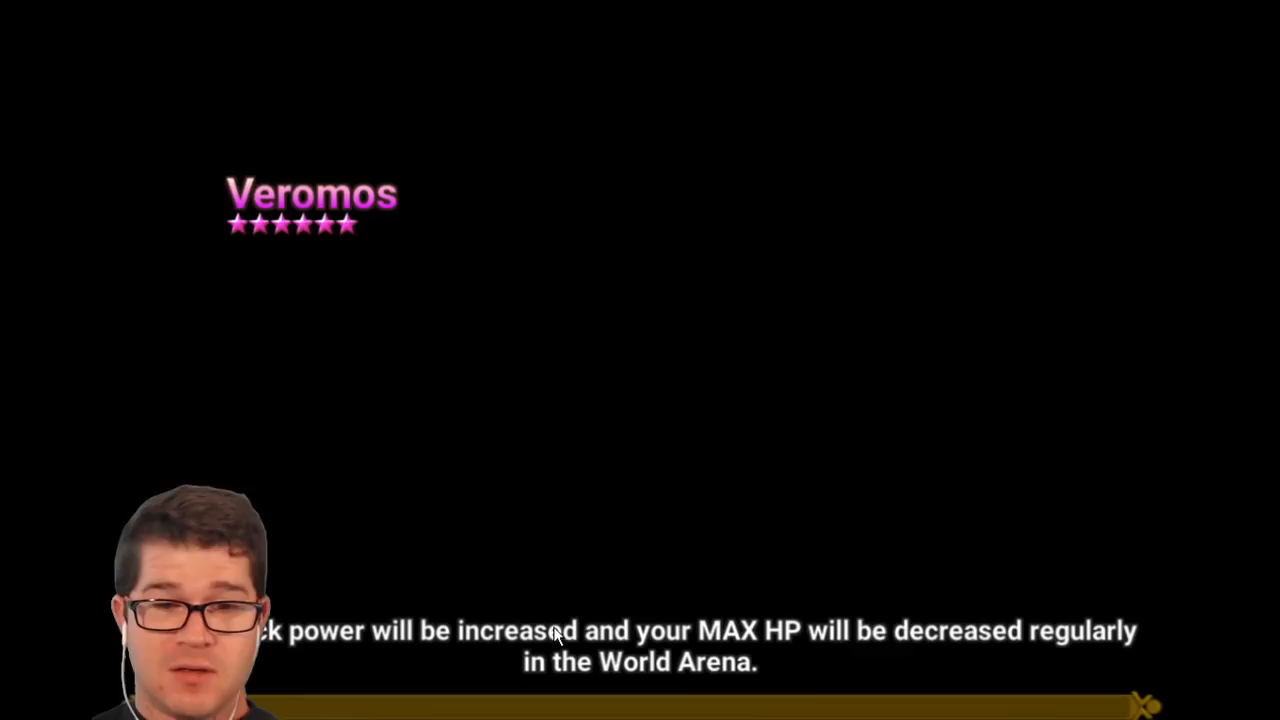 Veromos
power will be increased and your MAX HP will be decreased regularly
in the World Arena.